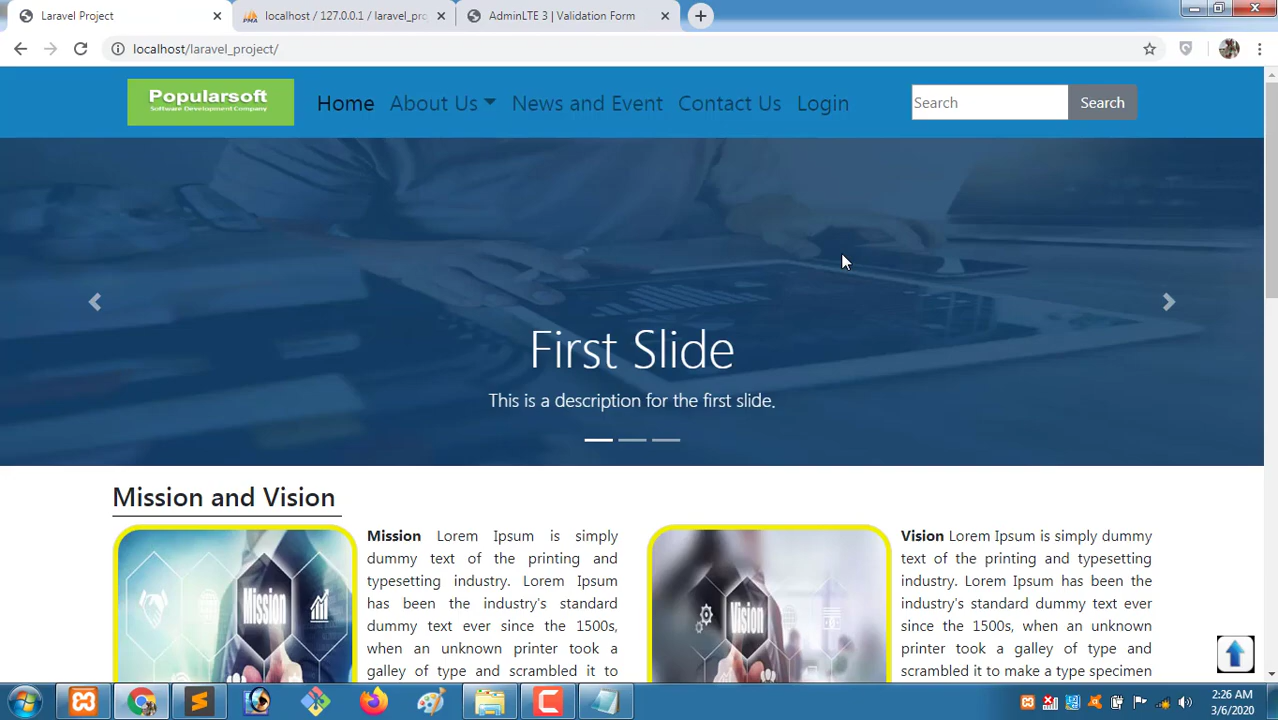 Laravel Project
localhost / 127.0.0.1 / laravel_pro
AdminLTE 3 | Validation Form
localhost/laravel_project/
Popularsoft
Software Development Company
Home About Us News and Event Contact Us Login
Search Search
First Slide
This is a description for the first slide.
Mission and Vision
Mission
Mission Lorem Ipsum is simply
dummy text of the printing and
typesetting industry. Lorem Ipsum
has been the industry's standard
dummy text ever since the 1500s,
when an unknown printer took a
galley of type and scrambled it to
Vision
Vision Lorem Ipsum is simply dummy
text of the printing and typesetting
industry. Lorem Ipsum has been the
industry's standard dummy text ever
since the 1500s, when an unknown
printer took a galley of type and
scrambled it to make a type specimen
2:26 AM
3/6/2020